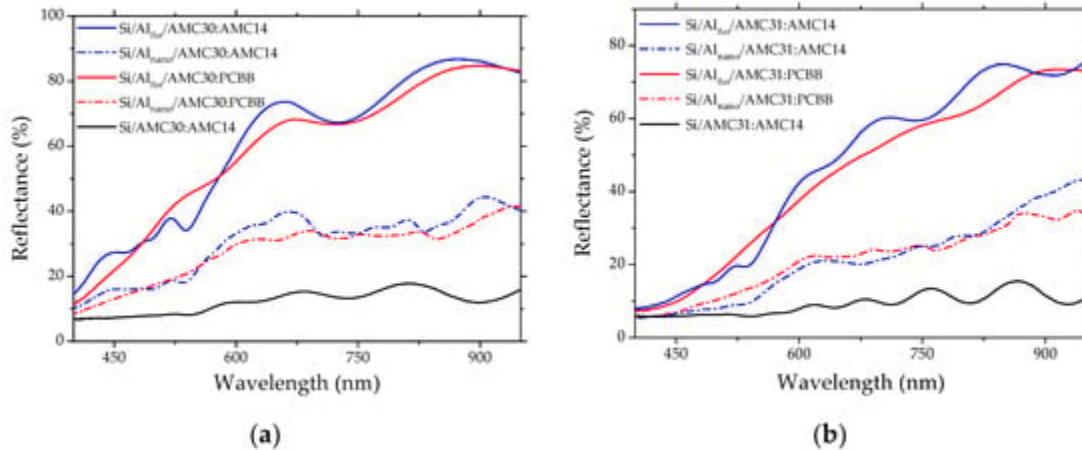 100
80
60
40
20
0
Reflectance (%)
Si/Al_flat/AMC30:AMC14
Si/Al_nano/AMC30:AMC14
Si/Al_flat/AMC30:PCBB
Si/Al_nano/AMC30:PCBB
Si/AMC30:AMC14
450 600 750 900
Wavelength (nm)
(a)
80
60
40
20
0
Reflectance (%)
Si/Al_flat/AMC31:AMC14
Si/Al_nano/AMC31:AMC14
Si/Al_flat/AMC31:PCBB
Si/Al_nano/AMC31:PCBB
Si/AMC31:AMC14
450 600 750 900
Wavelength (nm)
(b)